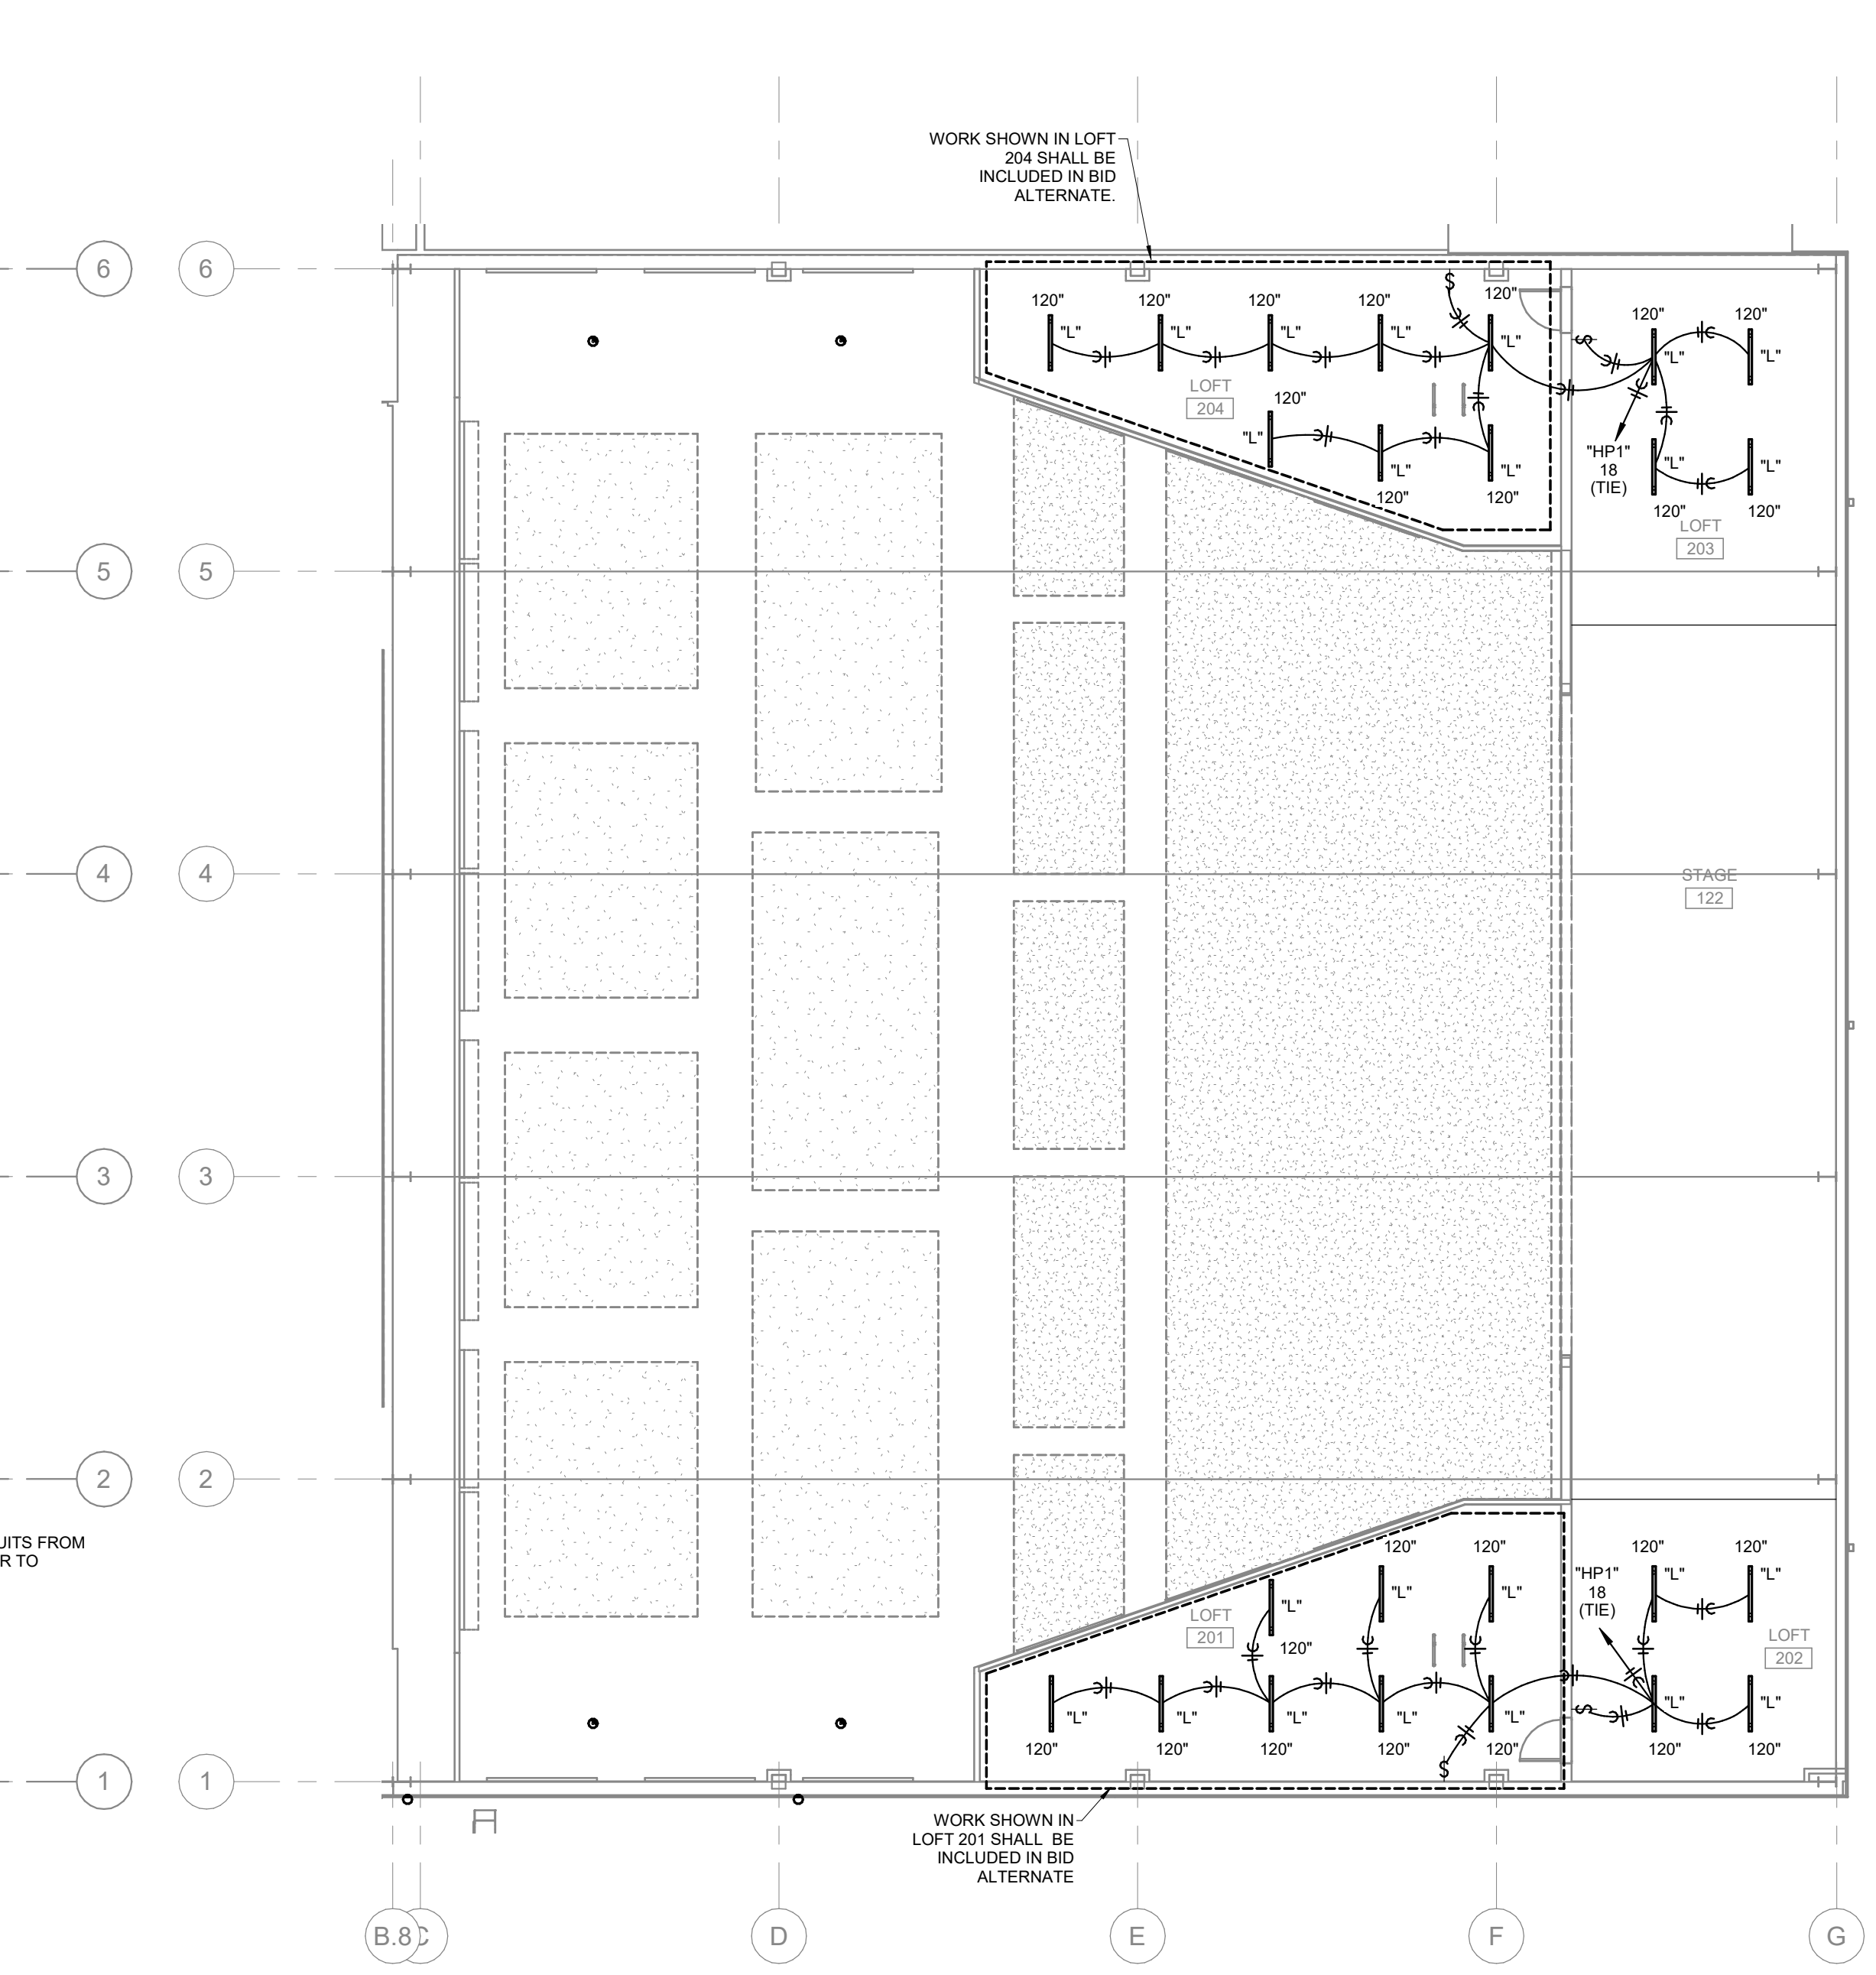 WORK SHOWN IN LOFT
204 SHALL BE
INCLUDED IN BID
ALTERNATE.
6
6
120"
120"
120"
120"
120"
$
"L"
"L"
"L"
"L"
"L"
LOFT
204
120"
"L"
"L"
"L"
120"
120"
120"
120"
$
"L"
"L"
"HP1"
18
(TIE)
"L"
"L"
120"
120"
LOFT
203
5
5
4
4
STAGE
122
3
3
2
2
UITS FROM
R TO
120"
120"
"L"
"L"
"L"
LOFT
201
120"
"L"
"L"
"L"
"L"
"L"
120"
120"
120"
120"
120"
$
120"
120"
"HP1"
18
(TIE)
"L"
"L"
LOFT
202
$
"L"
"L"
120"
120"
1
1
WORK SHOWN IN
LOFT 201 SHALL BE
INCLUDED IN BID
ALTERNATE
B.8
C
D
E
F
G